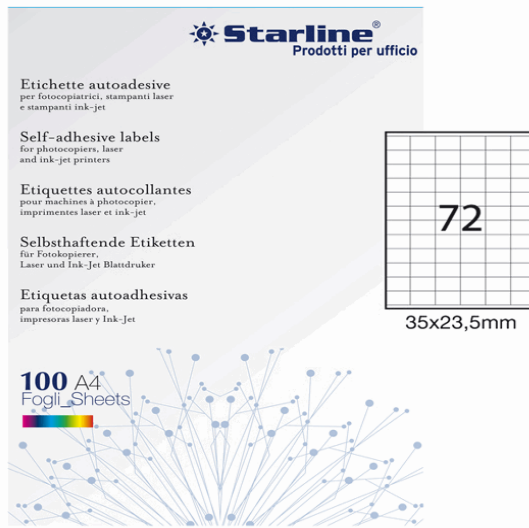 Starline®
Prodotti per ufficio
Etichette autoadesive
per fotocopiatrici, stampanti laser
e stampanti ink-jet
Self-adhesive labels
for photocopiers, laser
and ink-jet printers
Etiquettes autocollantes
pour machines à photocopier,
imprimentes laser et ink-jet
Selbsthaftende Etiketten
für Fotokopierer,
Laser und Ink-Jet Blattdruker
Etiquetas autoadhesivas
para fotocopiadora,
impresoras laser y Ink-Jet
72
35x23,5mm
100 A4
Fogli_Sheets